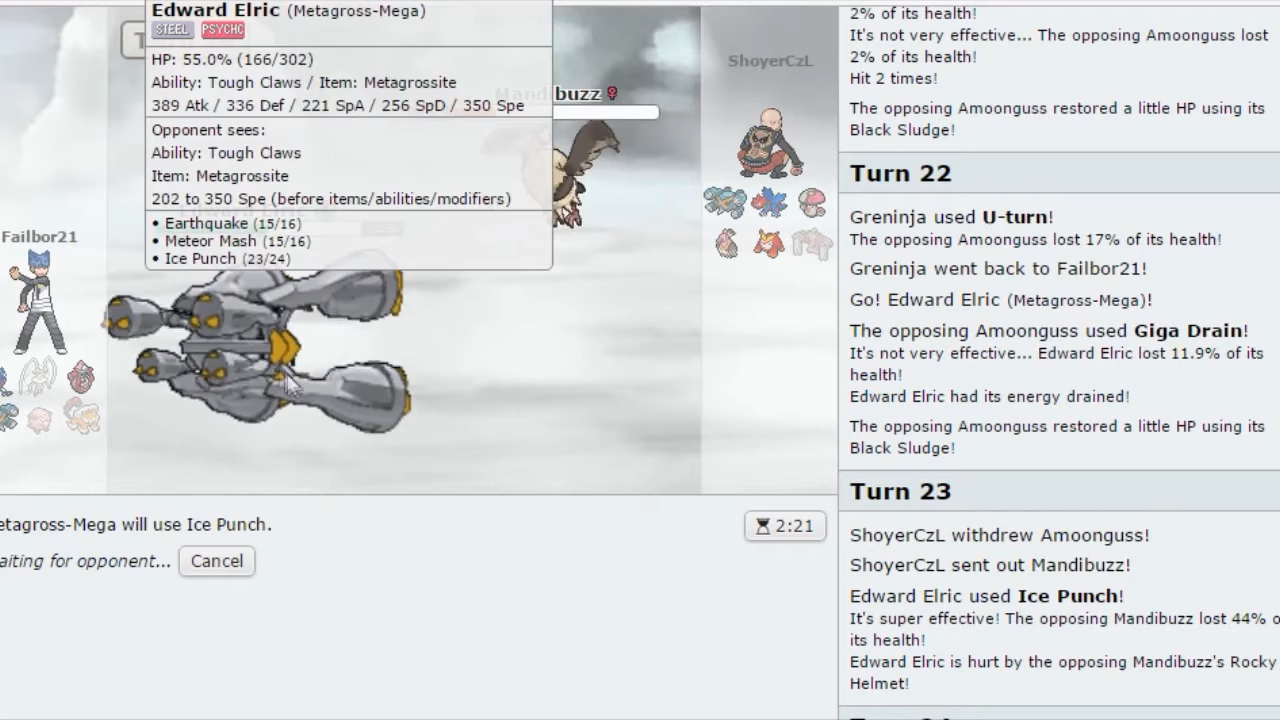 Edward Elric (Metagross-Mega)
STEEL PSYCHC
HP: 55.0% (166/302)
Ability: Tough Claws / Item: Metagrossite
389 Atk / 336 Def / 221 SpA / 256 SpD / 350 Spe
Opponent sees:
Ability: Tough Claws
Item: Metagrossite
202 to 350 Spe (before items/abilities/modifiers)
• Earthquake (15/16)
• Meteor Mash (15/16)
• Ice Punch (23/24)
Mandibuzz ♀
ShoyerCzL
Failbor21
etagross-Mega will use Ice Punch.
aiting for opponent... Cancel
2:21
2% of its health!
It's not very effective... The opposing Amoonguss lost
2% of its health!
Hit 2 times!
The opposing Amoonguss restored a little HP using its
Black Sludge!
Turn 22
Greninja used U-turn!
The opposing Amoonguss lost 17% of its health!
Greninja went back to Failbor21!
Go! Edward Elric (Metagross-Mega)!
The opposing Amoonguss used Giga Drain!
It's not very effective... Edward Elric lost 11.9% of its
health!
Edward Elric had its energy drained!
The opposing Amoonguss restored a little HP using its
Black Sludge!
Turn 23
ShoyerCzL withdrew Amoonguss!
ShoyerCzL sent out Mandibuzz!
Edward Elric used Ice Punch!
It's super effective! The opposing Mandibuzz lost 44% o
its health!
Edward Elric is hurt by the opposing Mandibuzz's Rocky
Helmet!